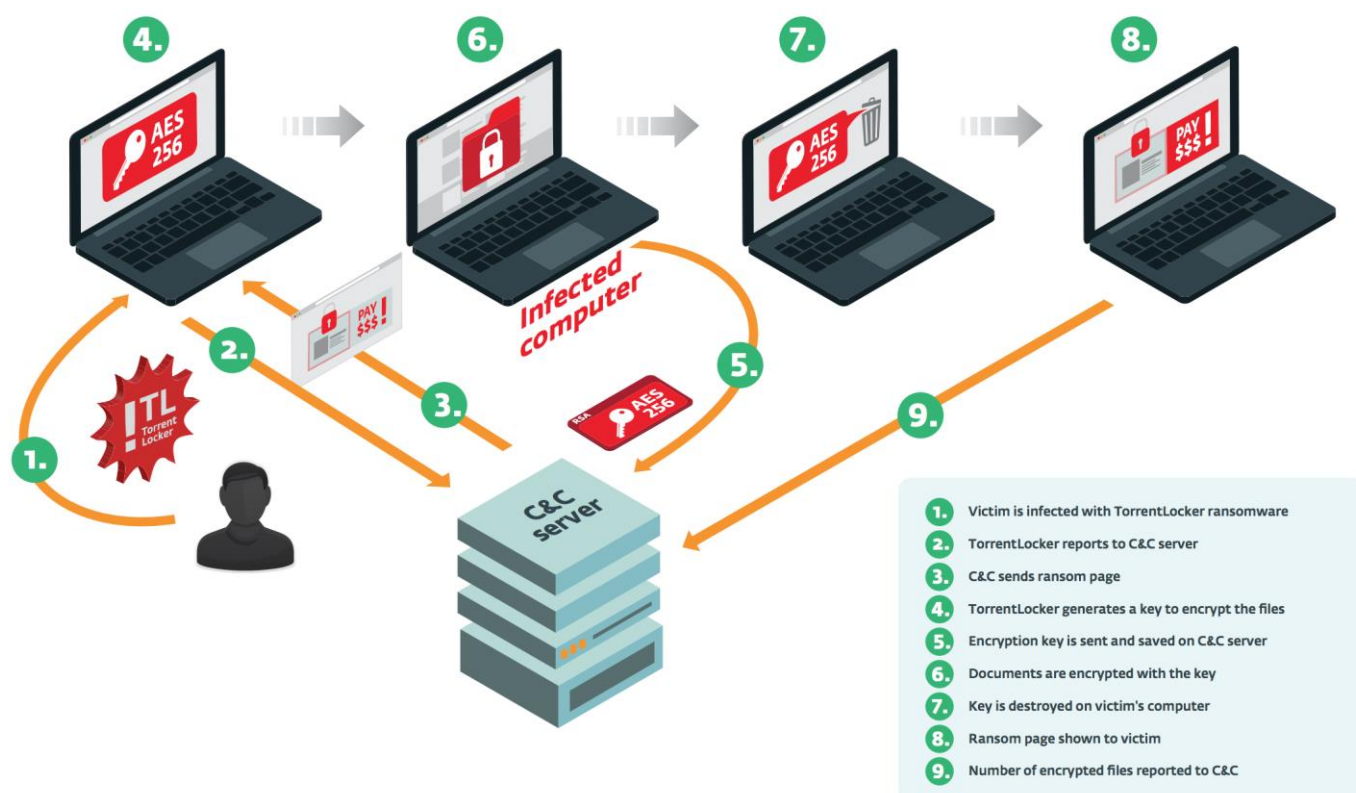 4.
6.
7.
8.
AES
256
AES
256
PAY
$$$!
Infected
computer
PAY
$$$!
2.
5.
!TL
Torrent
Locker
3.
RSA
AES
256
9.
1.
C&C
server
1. Victim is infected with TorrentLocker ransomware
2. TorrentLocker reports to C&C server
3. C&C sends ransom page
4. TorrentLocker generates a key to encrypt the files
5. Encryption key is sent and saved on C&C server
6. Documents are encrypted with the key
7. Key is destroyed on victim's computer
8. Ransom page shown to victim
9. Number of encrypted files reported to C&C